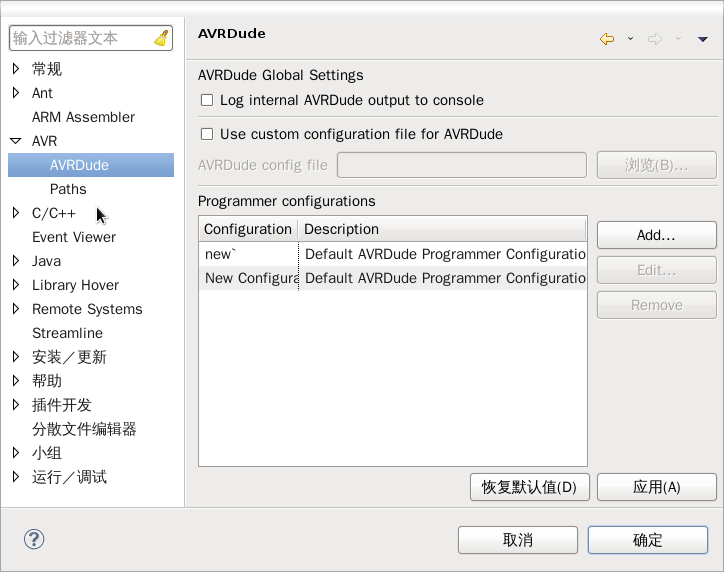 输入过滤器文本
常规
Ant
ARM Assembler
AVR
AVRDude
Paths
C/C++
Event Viewer
Java
Library Hover
Remote Systems
Streamline
安装／更新
帮助
插件开发
分散文件编辑器
小组
运行／调试
AVRDude
AVRDude Global Settings
Log internal AVRDude output to console
Use custom configuration file for AVRDude
AVRDude config file 浏览(B)...
Programmer configurations
Configuration Description
new` Default AVRDude Programmer Configuratio
New Configura Default AVRDude Programmer Configuratio
Add...
Edit...
Remove
恢复默认值(D) 应用(A)
? 取消 确定